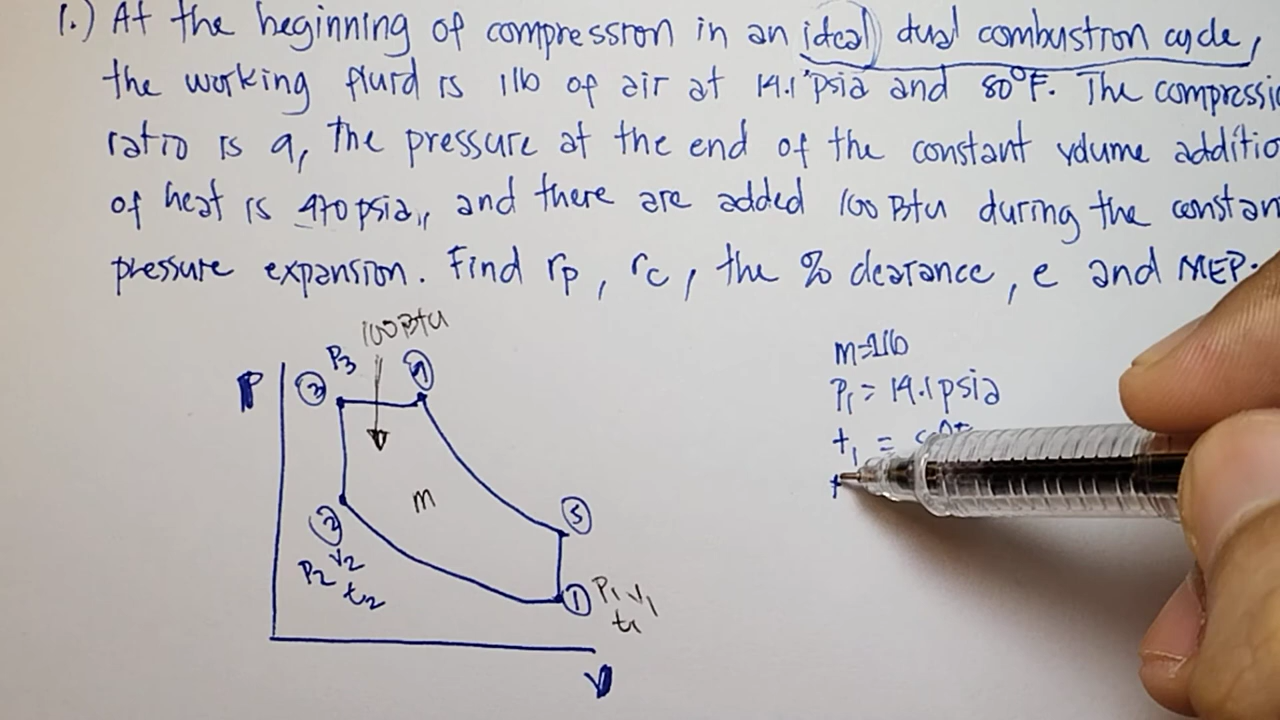 1.) At the beginning of compression in an ideal dual combustion cycle,
the working fluid is 1lb of air at 14.1 psia and 80°F. The
ratio is 9, the pressure at the end of the constant volume
of heat is 470 psia, and there are added 100 Btu during the
pressure expansion. Find rp, rc, the % clearance, e and MEP.
100 Btu
P
P3
3
4
m
2
P2 V2
t2
5
1
P1 V1
t1
V
m=1lb
P1 = 14.1 psia
t1 =